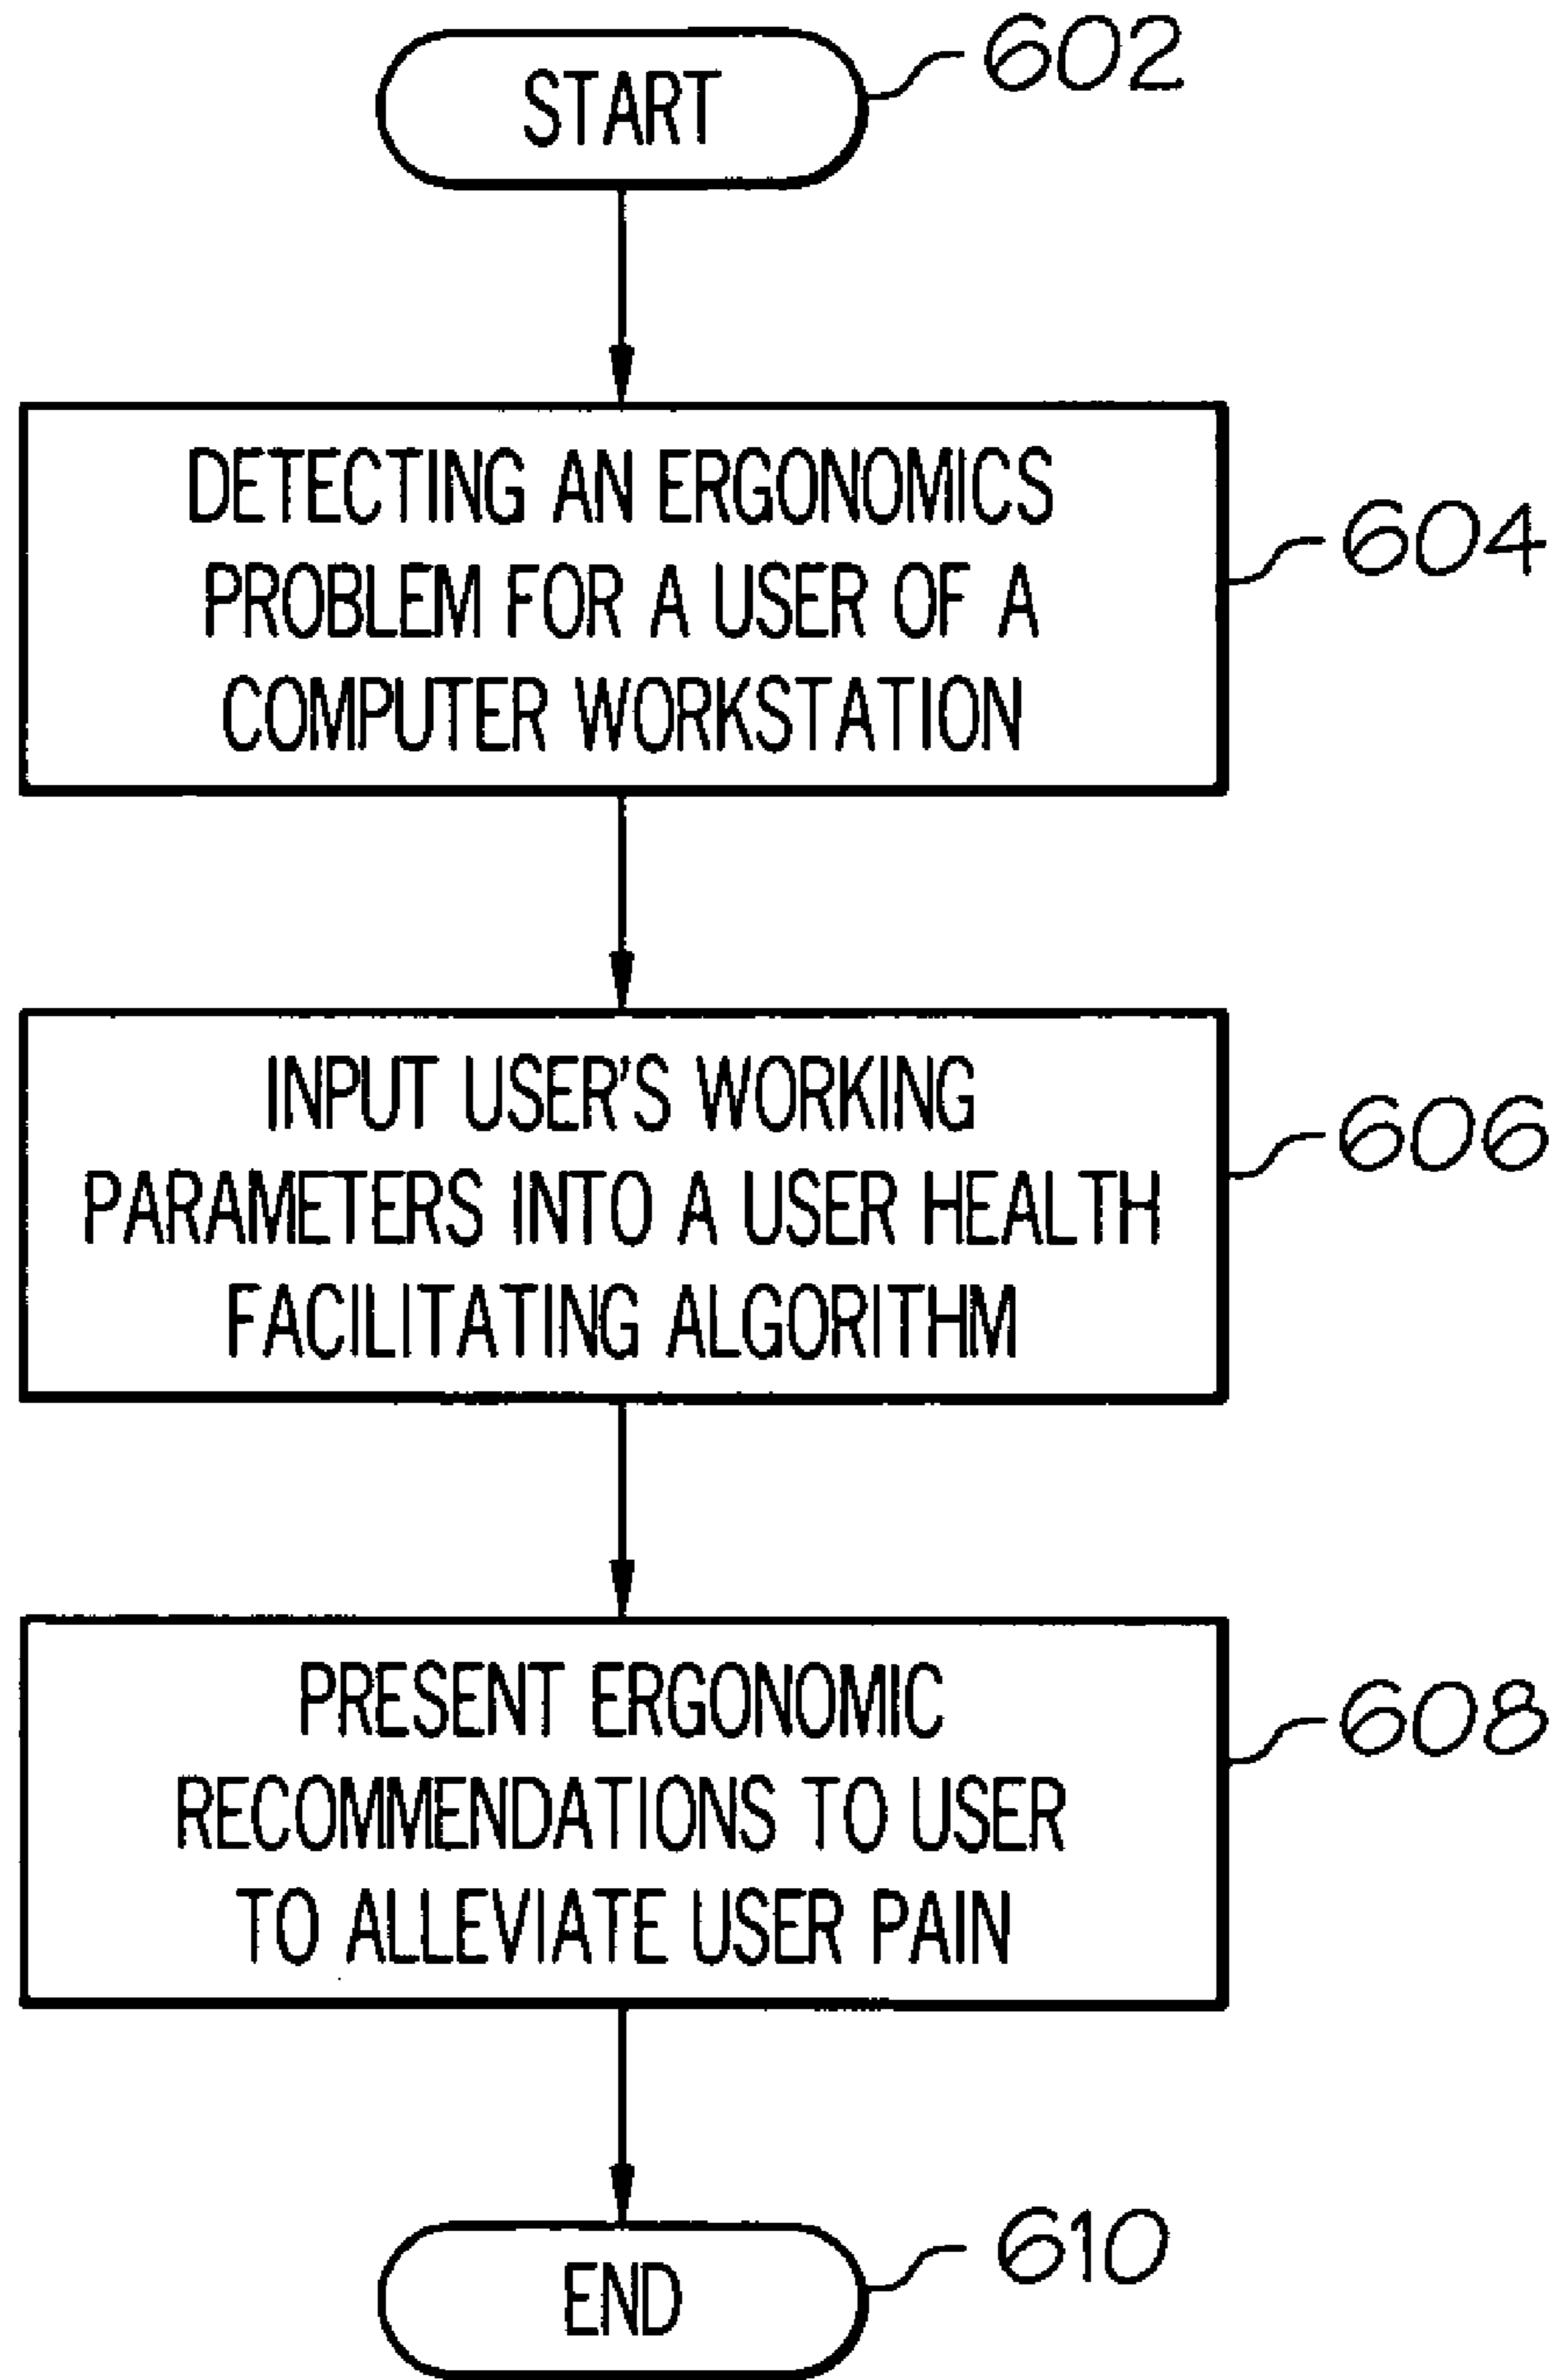 START
602
DETECTING AN ERGONOMICS
PROBLEM FOR A USER OF A
COMPUTER WORKSTATION
604
INPUT USER'S WORKING
PARAMETERS INTO A USER HEALTH
FACILITATING ALGORITHM
606
PRESENT ERGONOMIC
RECOMMENDATIONS TO USER
TO ALLEVIATE USER PAIN
608
END
610